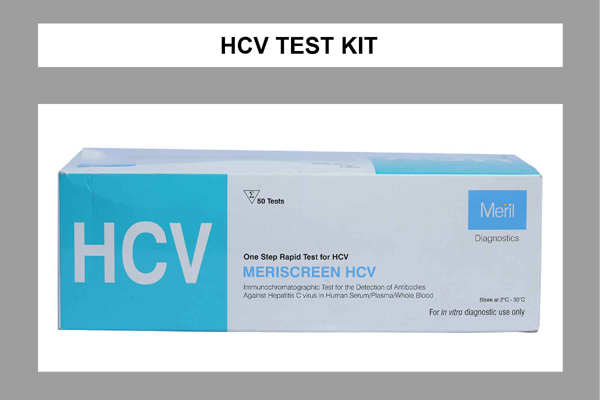 HCV TEST KIT
Σ
50 Tests
HCV
Meril
Diagnostics
One Step Rapid Test for HCV
MERISCREEN HCV
Immunochromatographic Test for the Detection of Antibodies
Against Hepatitis C virus in Human Serum/Plasma/Whole Blood
Store at 2°C - 30°C
For in vitro diagnostic use only